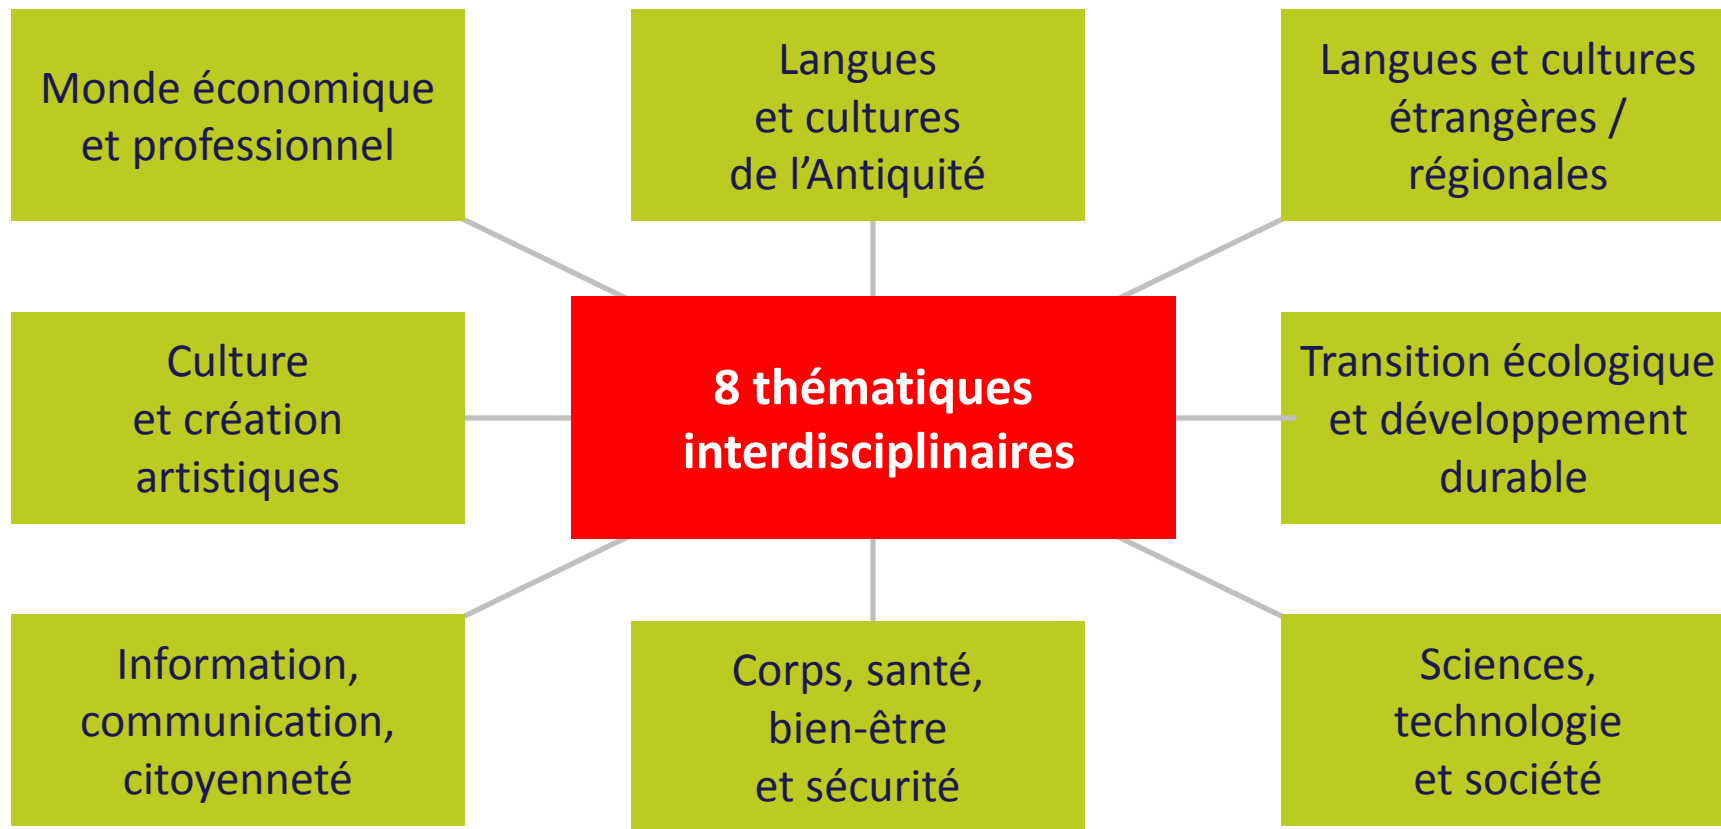 Monde économique
et professionnel
Langues
et cultures
de l’Antiquité
Langues et cultures
étrangères /
régionales
Culture
et création
artistiques
8 thématiques
interdisciplinaires
Transition écologique
et développement
durable
Information,
communication,
citoyenneté
Corps, santé,
bien-être
et sécurité
Sciences,
technologie
et société